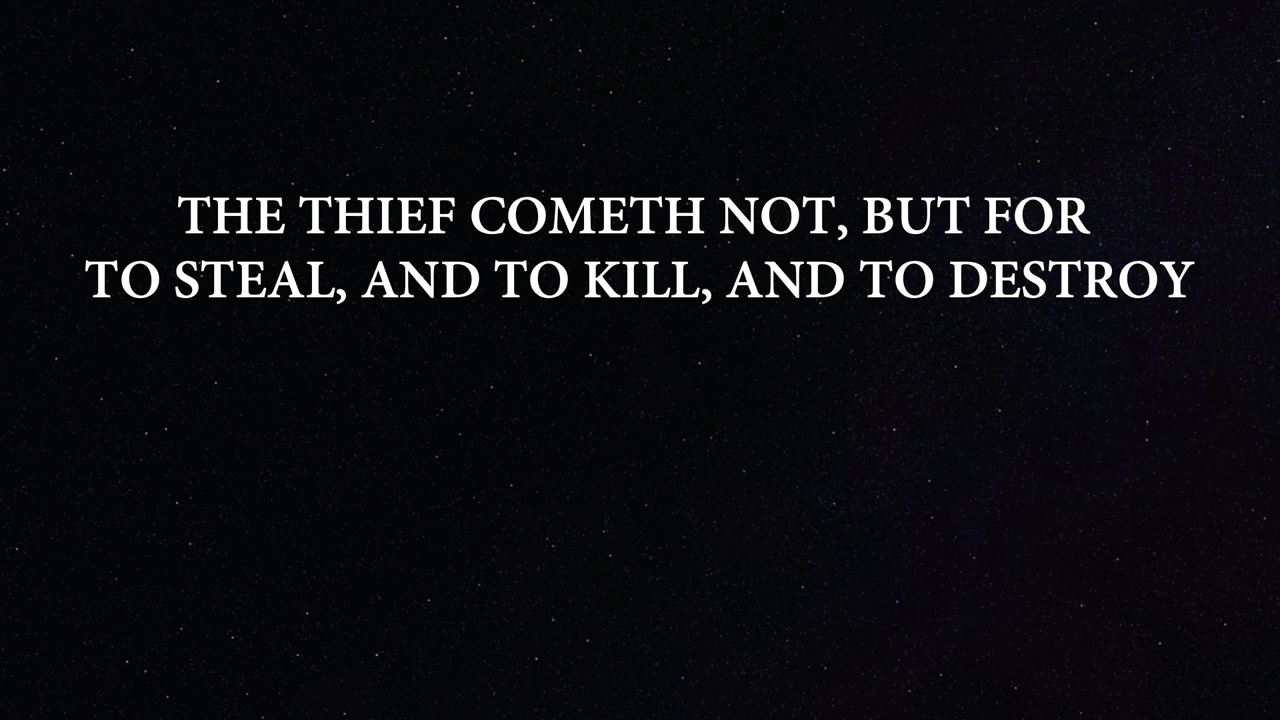 THE THIEF COMETH NOT, BUT FOR
TO STEAL, AND TO KILL, AND TO DESTROY